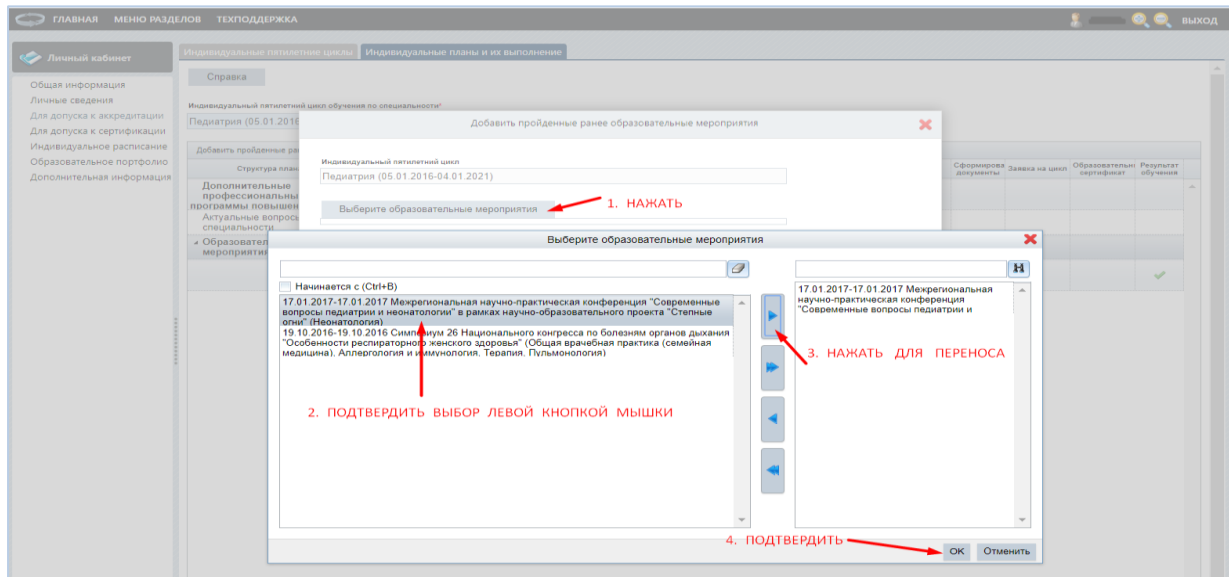 ГЛАВНАЯ МЕНЮ РАЗДЕЛОВ ТЕХПОДДЕРЖКА ВЫХОД
Личный кабинет
Общая информация
Личные сведения
Для допуска к аккредитации
Для допуска к сертификации
Индивидуальное расписание
Образовательное портфолио
Дополнительная информация
Индивидуальные пятилетние циклы Индивидуальные планы и их выполнение
Справка
Индивидуальный пятилетний цикл обучения по специальности*
Педиатрия (05.01.2016
Добавить пройденные ра
Структура план
Дополнительные
профессиональны
программы повышен
Актуальные вопрос
специальности
Образовател
мероприятия
Сформирова
документы
Заявка на цикл
Образовательн
сертификат
Результат
обучения
Добавить пройденные ранее образовательные мероприятия
Индивидуальный пятилетний цикл
Педиатрия (05.01.2016-04.01.2021)
Выберите образовательные мероприятия
1. НАЖАТЬ
Выберите образовательные мероприятия
Начинается с (Ctrl+B)
17.01.2017-17.01.2017 Межрегиональная научно-практическая конференция "Современные
вопросы педиатрии и неонатологии" в рамках научно-образовательного проекта "Степные
огни" (Неонатология)
19.10.2016-19.10.2016 Симпозиум 26 Национального конгресса по болезням органов дыхания
"Особенности респираторного женского здоровья" (Общая врачебная практика (семейная
медицина), Аллергология и иммунология, Терапия, Пульмонология)
2. ПОДТВЕРДИТЬ ВЫБОР ЛЕВОЙ КНОПКОЙ МЫШКИ
17.01.2017-17.01.2017 Межрегиональная
научно-практическая конференция
"Современные вопросы педиатрии и
3. НАЖАТЬ ДЛЯ ПЕРЕНОСА
4. ПОДТВЕРДИТЬ
OK Отменить